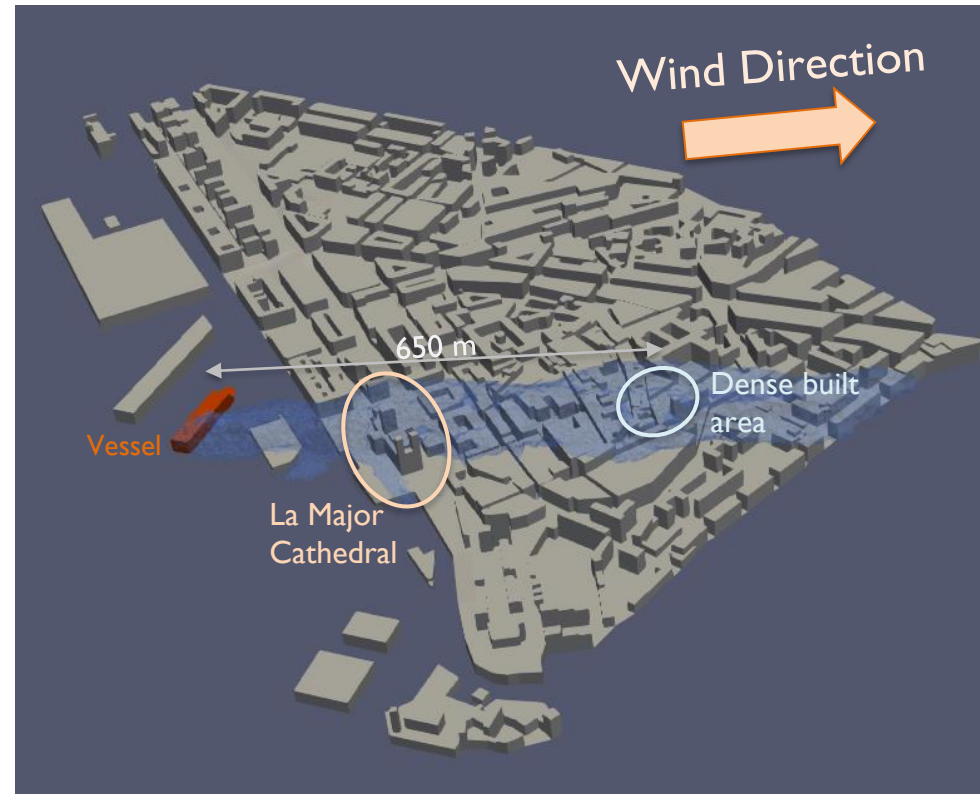 Wind Direction
650 m
Dense built
area
Vessel
La Major
Cathedral